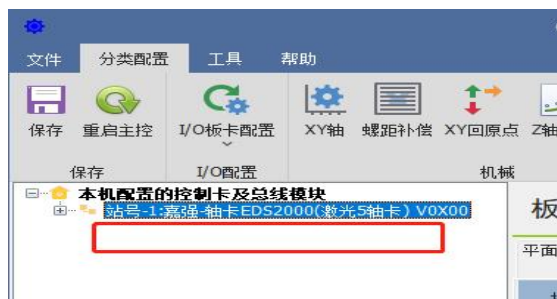 文件 分类配置 工具 帮助
保存 重启主控 I/O板卡配置 XY轴 螺距补偿 XY回原点 Z轴
保存 I/O配置 机械
本机配置的控制卡及总线模块
站号-1:嘉强-轴卡EDS2000(激光5轴卡) V0X00
板
平面